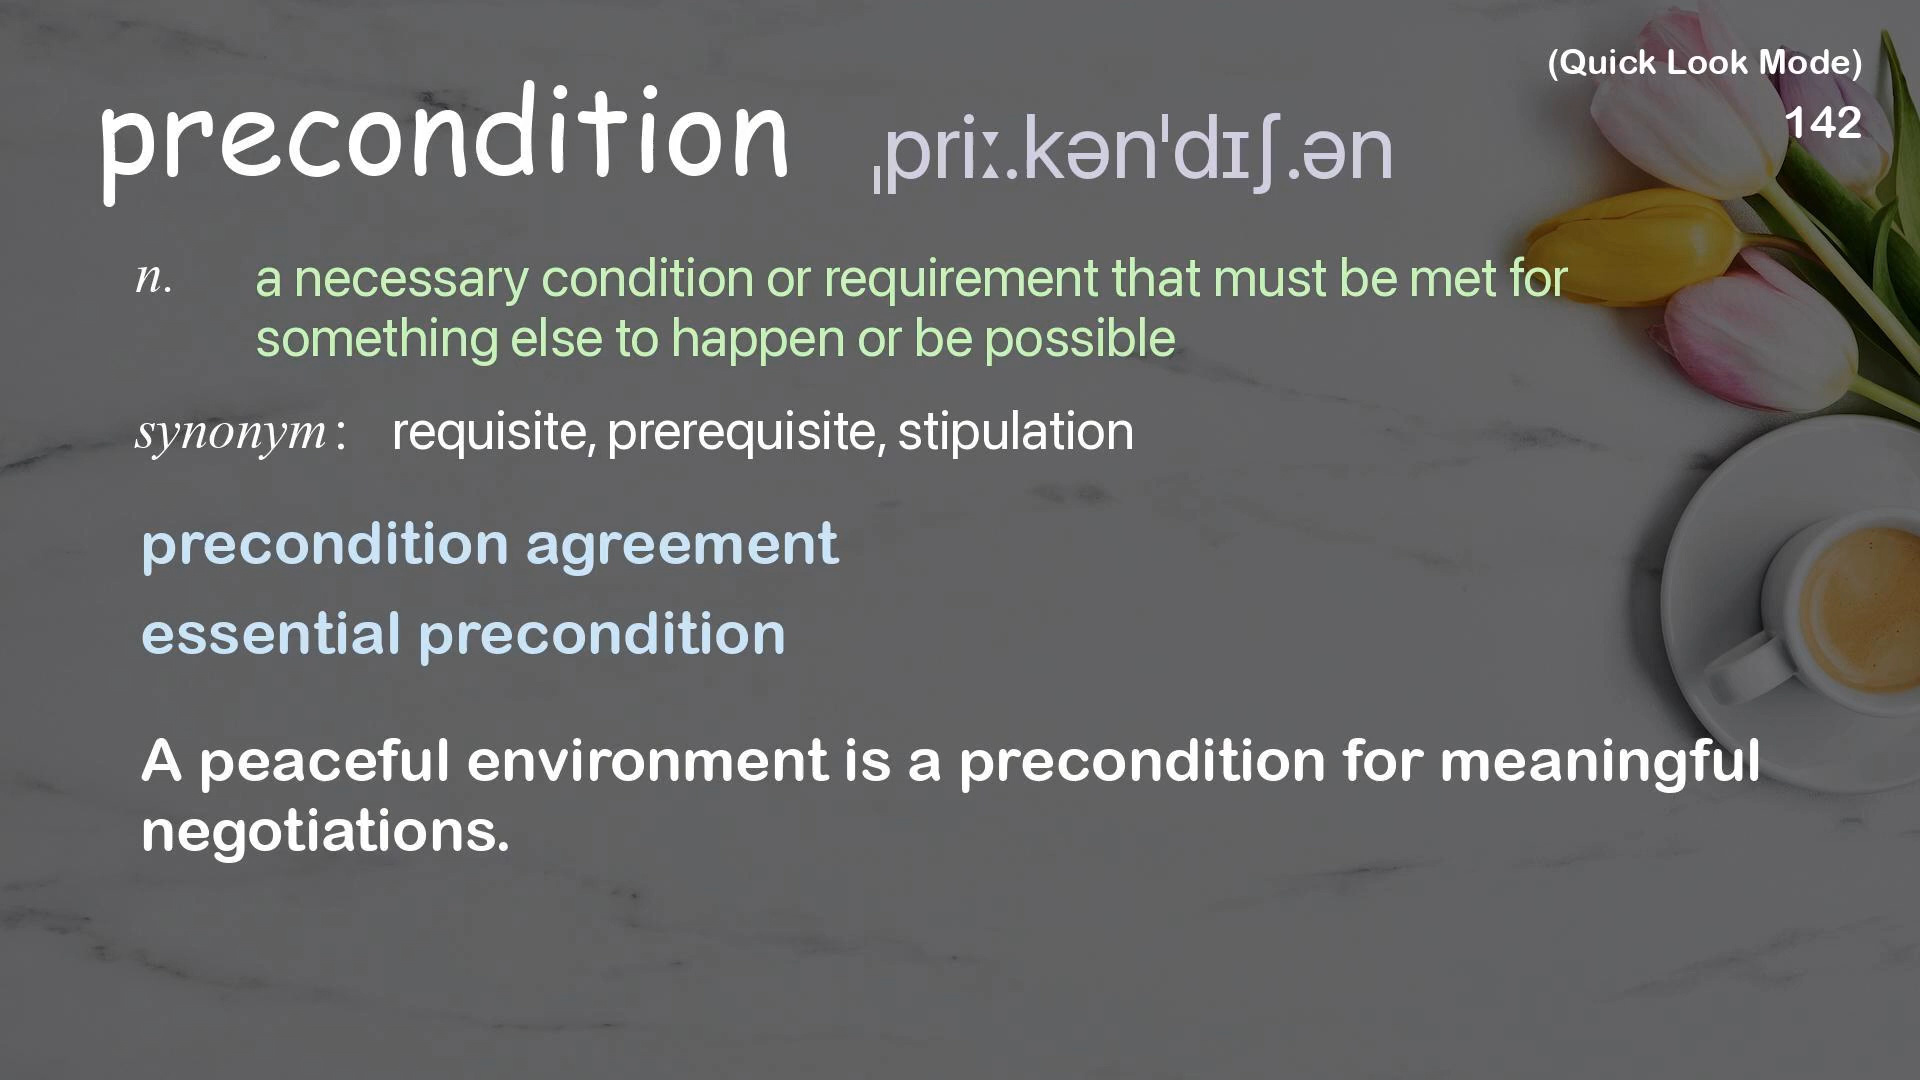 (Quick Look Mode)
142
precondition ˌpriː.kənˈdɪʃ.ən
n. a necessary condition or requirement that must be met for
something else to happen or be possible
synonym: requisite, prerequisite, stipulation
precondition agreement
essential precondition
A peaceful environment is a precondition for meaningful
negotiations.